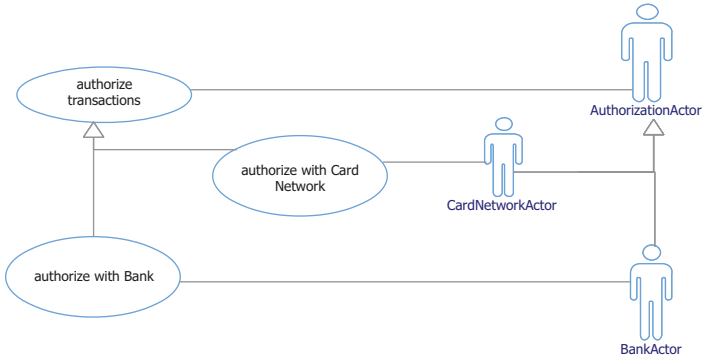 authorize
transactions
AuthorizationActor
authorize with Card
Network
CardNetworkActor
authorize with Bank
BankActor